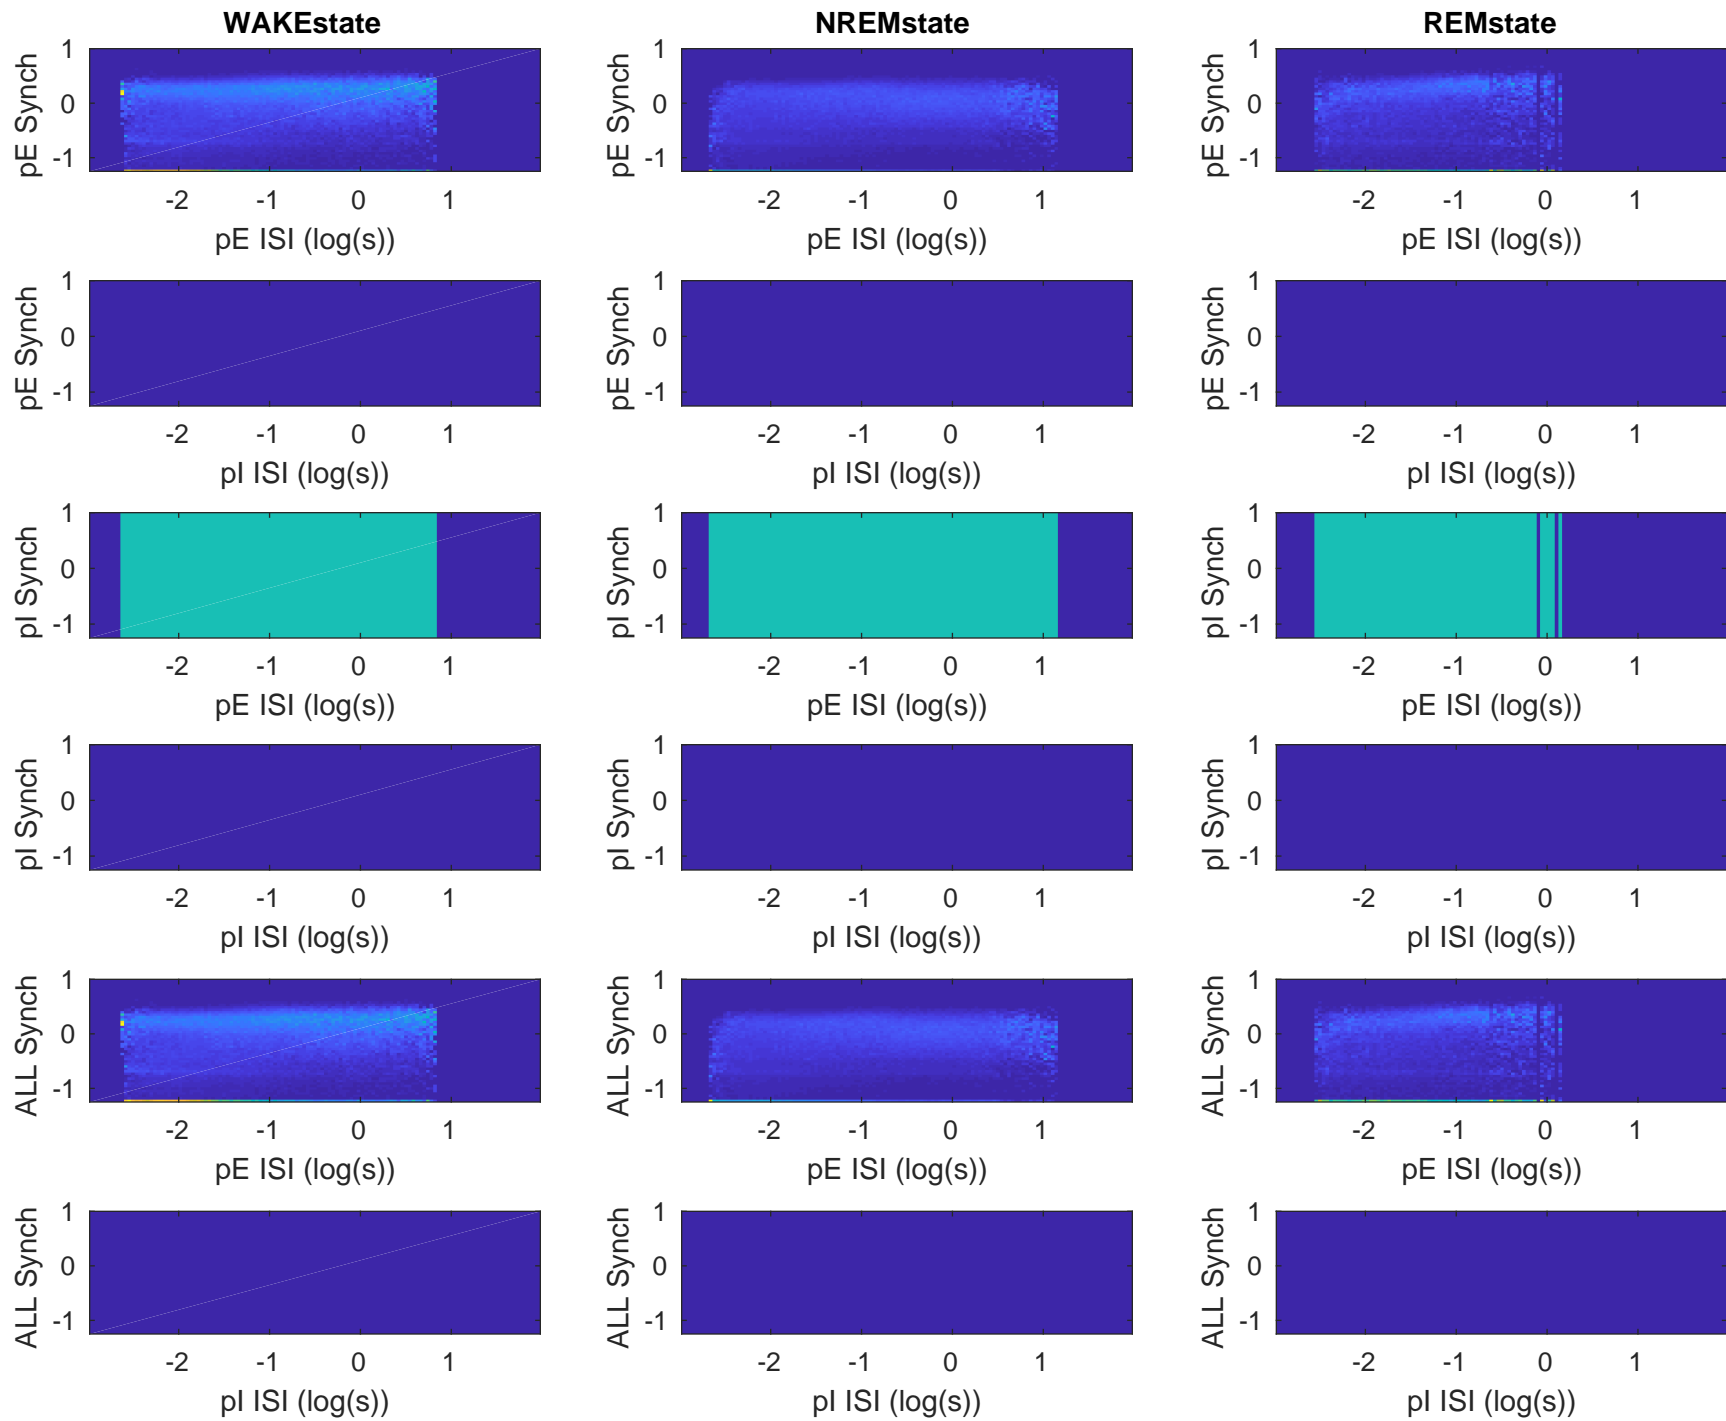 WAKEstate NREMstate REMstate
1 1 1
pE Synch pE Synch pE Synch
0 0 0
-1 -1 -1
-2 -1 0 1 -2 -1 0 1 -2 -1 0 1
pE ISI (log(s)) pE ISI (log(s)) pE ISI (log(s))
1 1 1
pE Synch pE Synch pE Synch
0 0 0
-1 -1 -1
-2 -1 0 1 -2 -1 0 1 -2 -1 0 1
pI ISI (log(s)) pI ISI (log(s)) pI ISI (log(s))
1 1 1
pI Synch pI Synch pI Synch
0 0 0
-1 -1 -1
-2 -1 0 1 -2 -1 0 1 -2 -1 0 1
pE ISI (log(s)) pE ISI (log(s)) pE ISI (log(s))
1 1 1
pI Synch pI Synch pI Synch
0 0 0
-1 -1 -1
-2 -1 0 1 -2 -1 0 1 -2 -1 0 1
pI ISI (log(s)) pI ISI (log(s)) pI ISI (log(s))
1 1 1
ALL Synch ALL Synch ALL Synch
0 0 0
-1 -1 -1
-2 -1 0 1 -2 -1 0 1 -2 -1 0 1
pE ISI (log(s)) pE ISI (log(s)) pE ISI (log(s))
1 1 1
ALL Synch ALL Synch ALL Synch
0 0 0
-1 -1 -1
-2 -1 0 1 -2 -1 0 1 -2 -1 0 1
pI ISI (log(s)) pI ISI (log(s)) pI ISI (log(s))